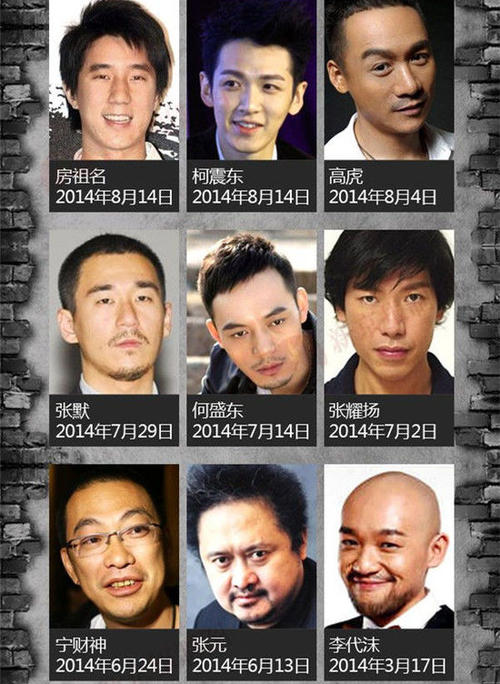 房祖名
2014年8月14日
柯震东
2014年8月14日
高虎
2014年8月4日
张默
2014年7月29日
何盛东
2014年7月14日
张耀扬
2014年7月2日
宁财神
2014年6月24日
张元
2014年6月13日
李代沫
2014年3月17日